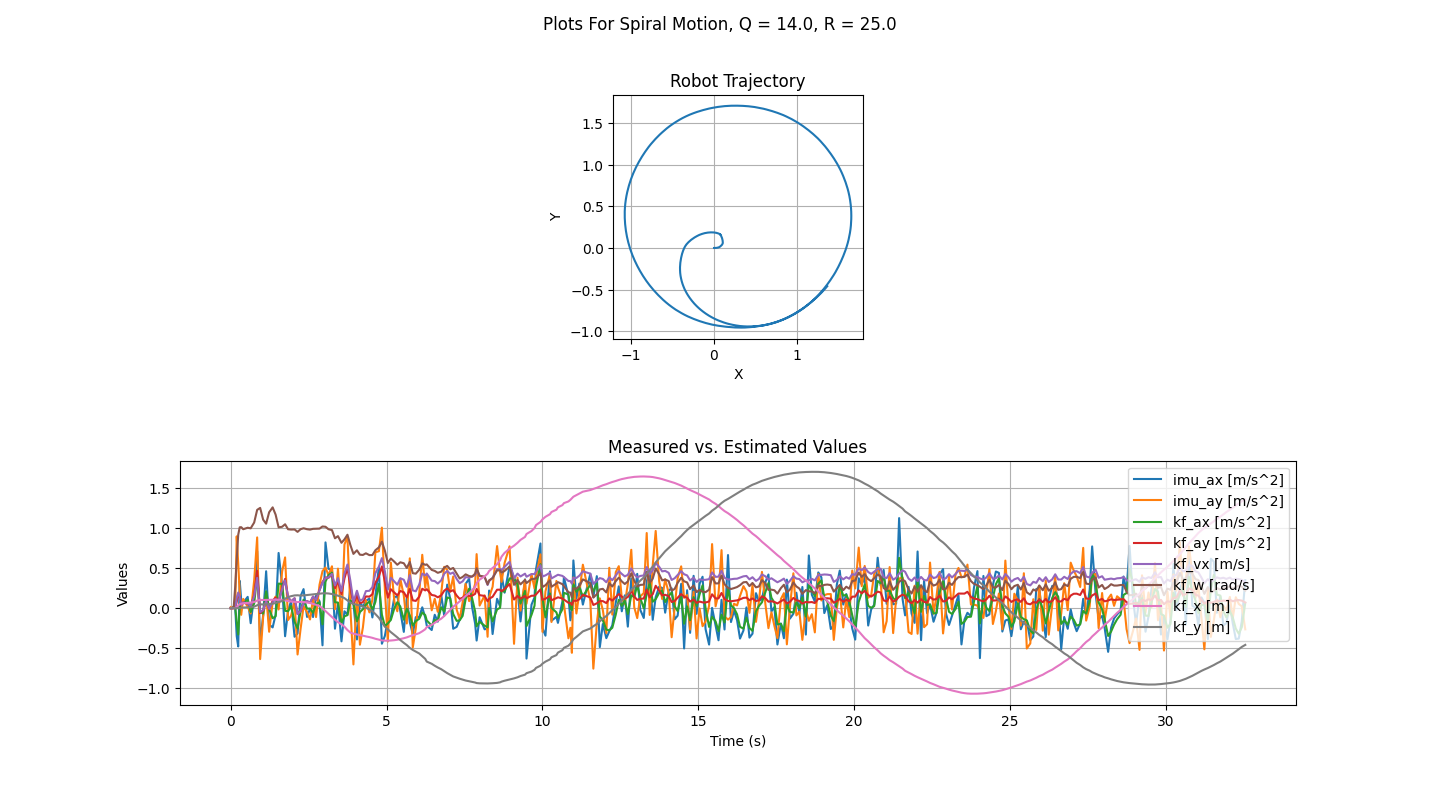 Plots For Spiral Motion, Q = 14.0, R = 25.0
Robot Trajectory
1.5
1.0
0.5
0.0
−0.5
−1.0
Y
−1 0 1
X
Measured vs. Estimated Values
1.5
1.0
0.5
0.0
−0.5
−1.0
Values
imu_ax [m/s^2]
imu_ay [m/s^2]
kf_ax [m/s^2]
kf_ay [m/s^2]
kf_vx [m/s]
kf_w [rad/s]
kf_x [m]
kf_y [m]
0 5 10 15 20 25 30
Time (s)